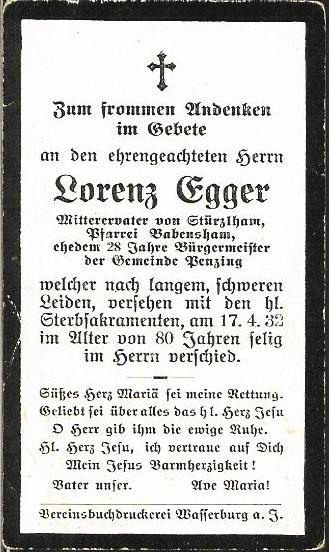 Zum frommen Andenken
im Gebete
an den ehrengeachteten Herrn
Lorenz Egger
Mitterervater von Stürzlham,
Pfarrei Babensham,
ehedem 28 Jahre Bürgermeister
der Gemeinde Penzing
welcher nach langem, schweren
Leiden, versehen mit den hl.
Sterbsakramenten, am 17. 4. 32
im Alter von 80 Jahren selig
im Herrn verschied.
Süßes Herz Mariä sei meine Rettung.
Geliebt sei über alles das hl. Herz Jesu
O Herr gib ihm die ewige Ruhe.
Hl. Herz Jesu, ich vertraue auf Dich
Mein Jesus Barmherzigkeit!
Vater unser. Ave Maria!
Vereinsbuchdruckerei Wasserburg a. J.